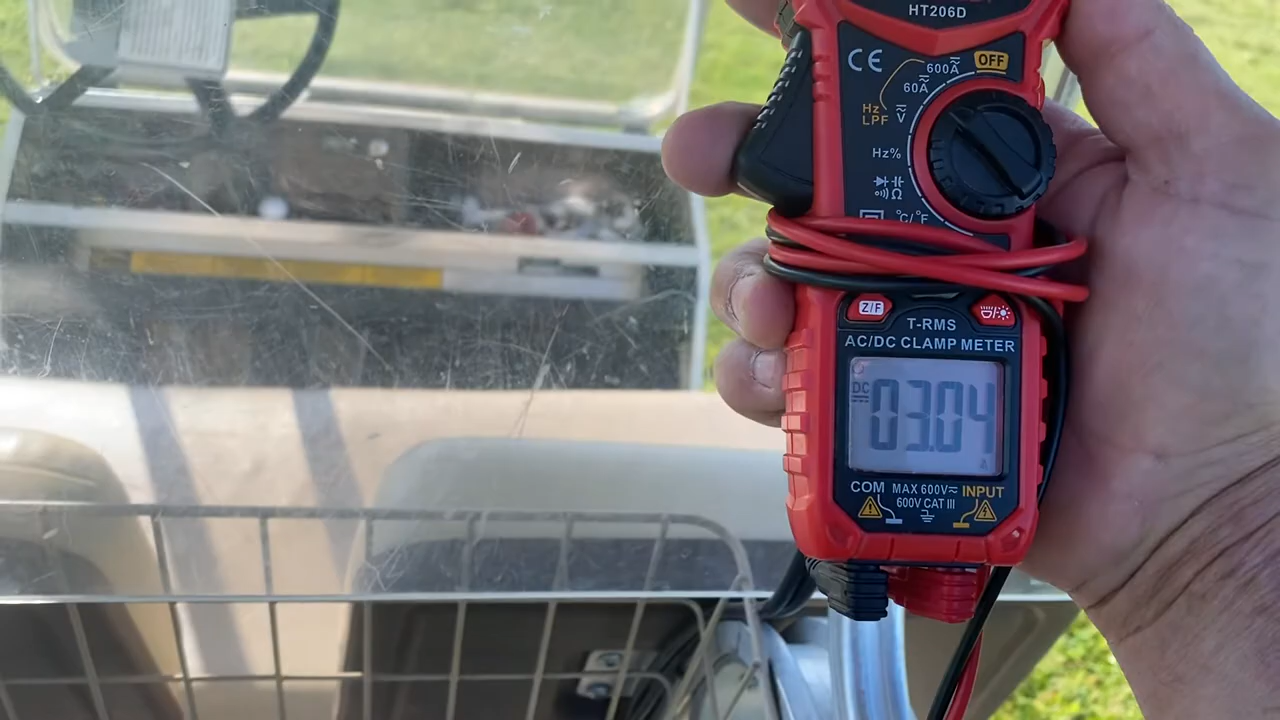 HT206D
CE
600A
OFF
60A
Hz
LPF
V
Hz%
Ω
°C/°F
Z/F
T-RMS
AC/DC CLAMP METER
DC
03.04
A
COM MAX 600V INPUT
600V CAT III